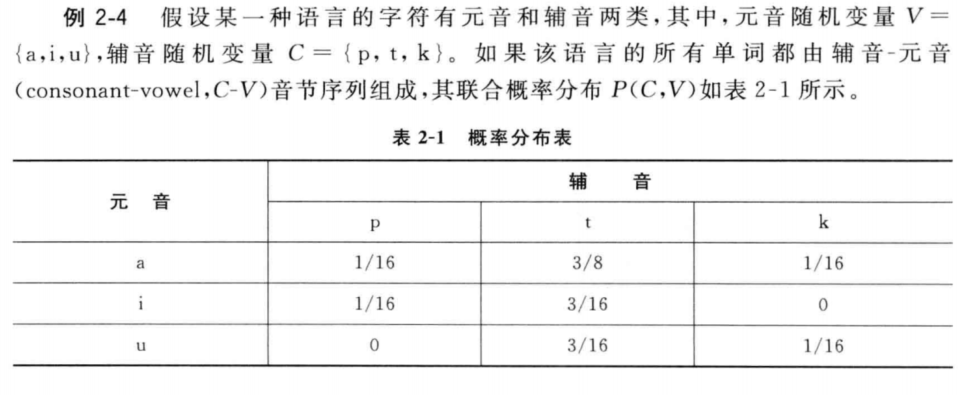 例 2-4 假设某一种语言的字符有元音和辅音两类,其中,元音随机变量 V=
{a,i,u},辅音随机变量 C={p, t, k}。如果该语言的所有单词都由辅音-元音
(consonant-vowel,C-V)音节序列组成,其联合概率分布 P(C,V)如表 2-1 所示。
表 2-1 概率分布表
元 音 辅 音
p t k
a 1/16 3/8 1/16
i 1/16 3/16 0
u 0 3/16 1/16